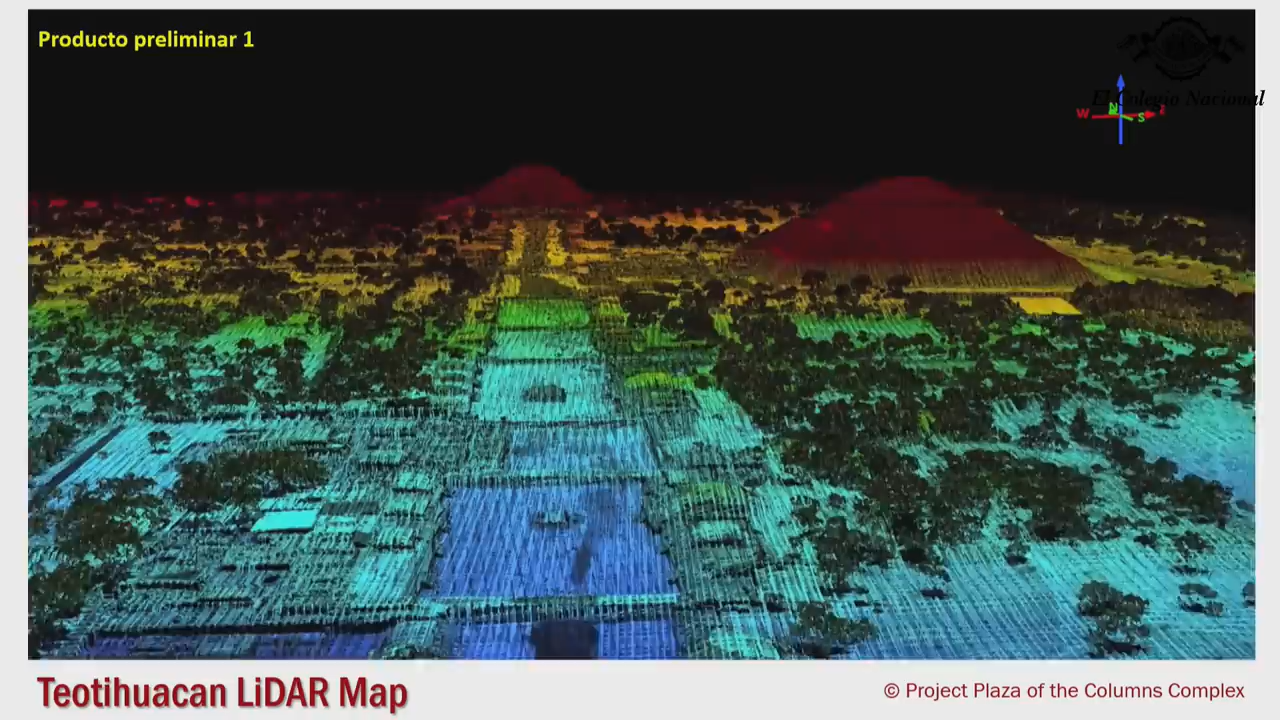 Producto preliminar 1
El Colegio Nacional
W N S E
Teotihuacan LiDAR Map
© Project Plaza of the Columns Complex